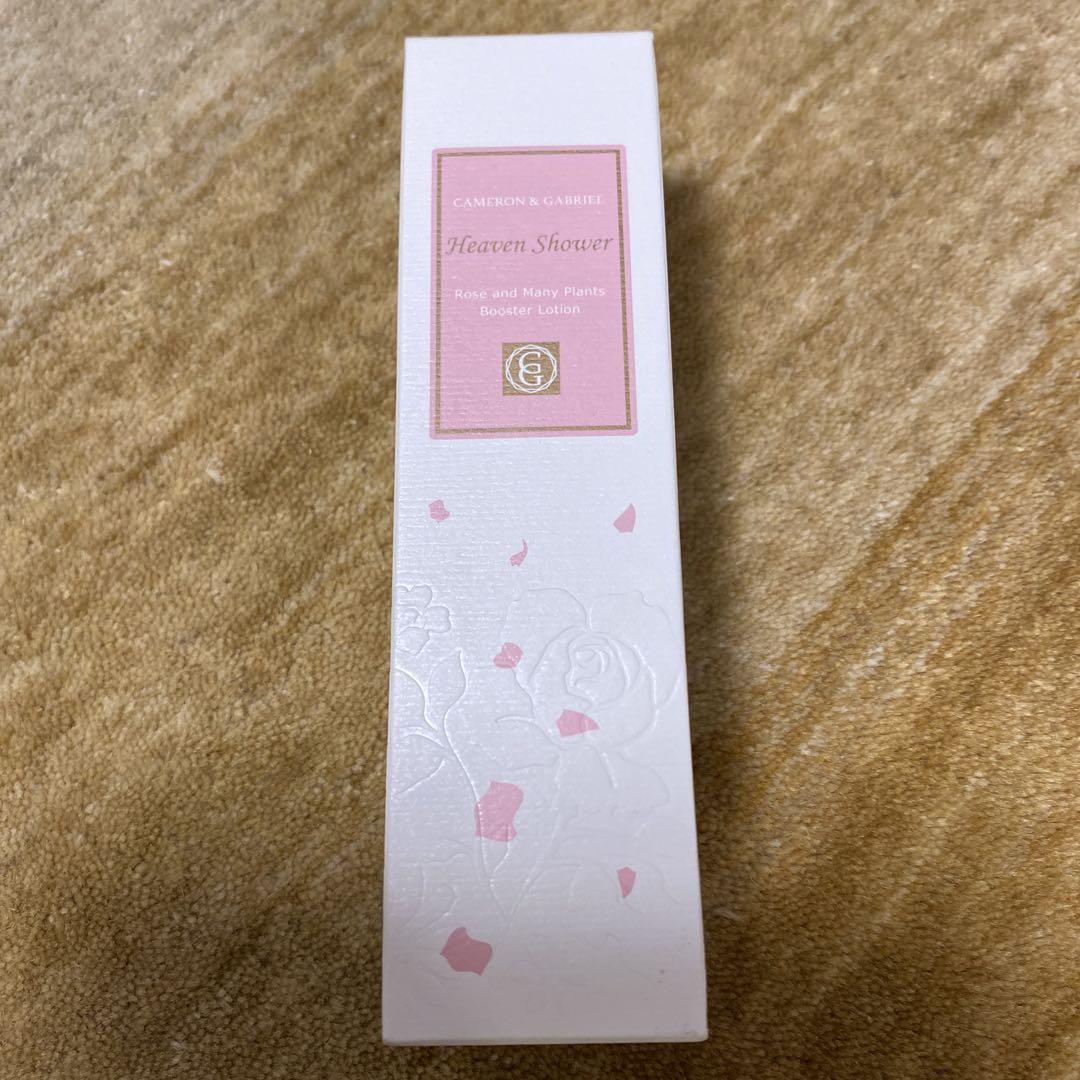 CAMERON & GABRIEL
Heaven Shower
Rose and Many Plants
Booster Lotion
CG